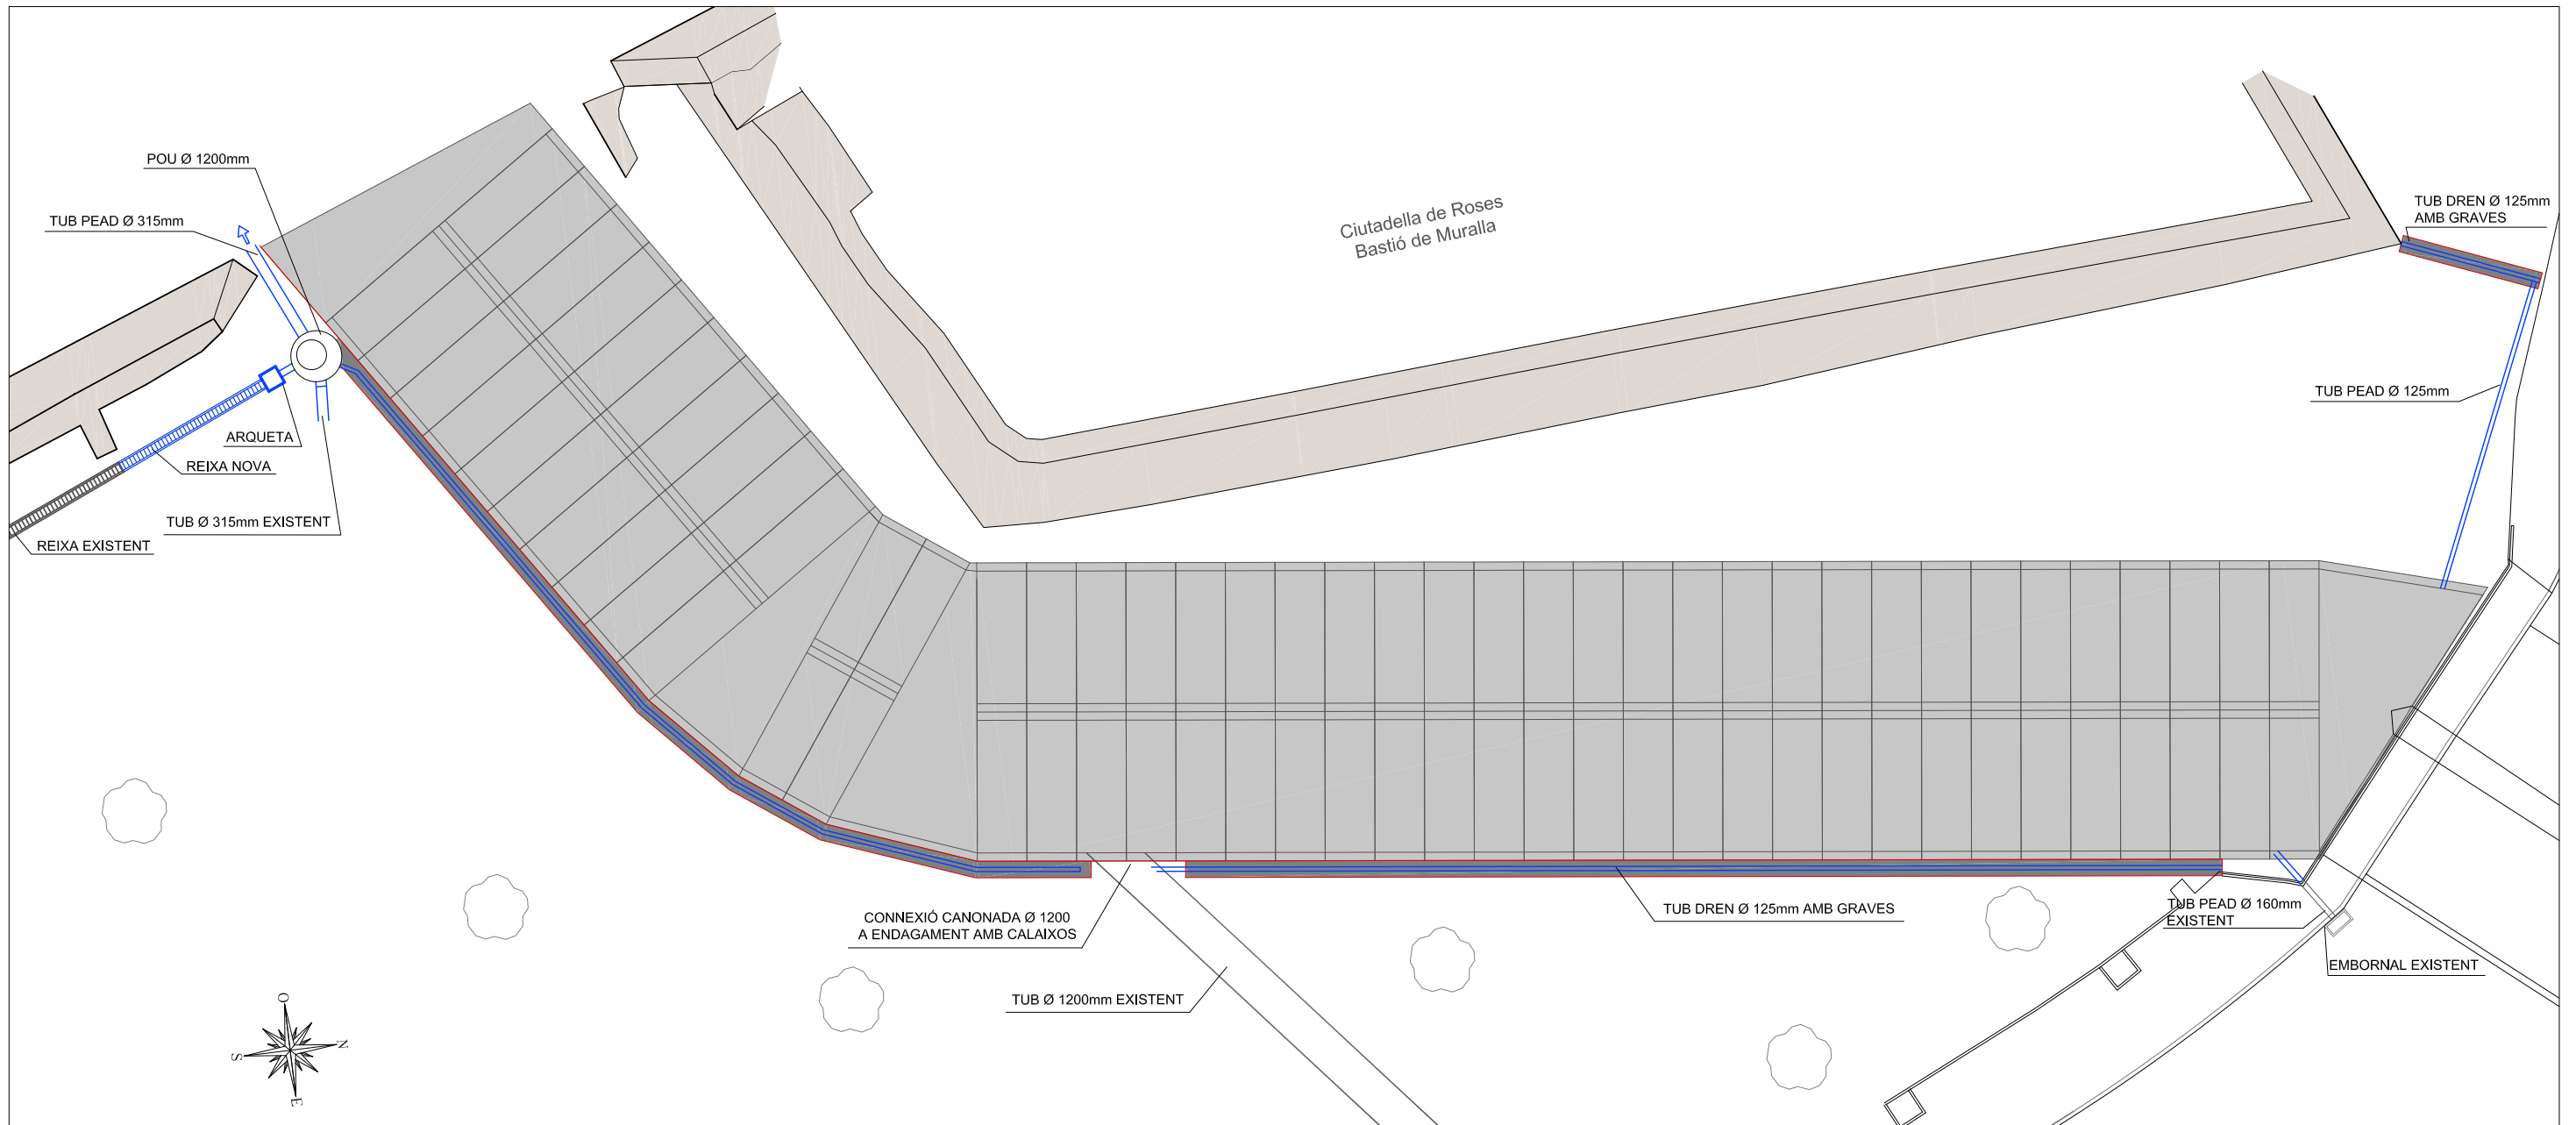 POU Ø 1200mm
TUB PEAD Ø 315mm
ARQUETA
REIXA NOVA
TUB Ø 315mm EXISTENT
REIXA EXISTENT
Ciutadella de Roses
Bastió de Muralla
TUB DREN Ø 125mm
AMB GRAVES
TUB PEAD Ø 125mm
CONNEXIÓ CANONADA Ø 1200
A ENDAGAMENT AMB CALAIXOS
TUB Ø 1200mm EXISTENT
TUB DREN Ø 125mm AMB GRAVES
TUB PEAD Ø 160mm
EXISTENT
EMBORNAL EXISTENT
O
N
S
E